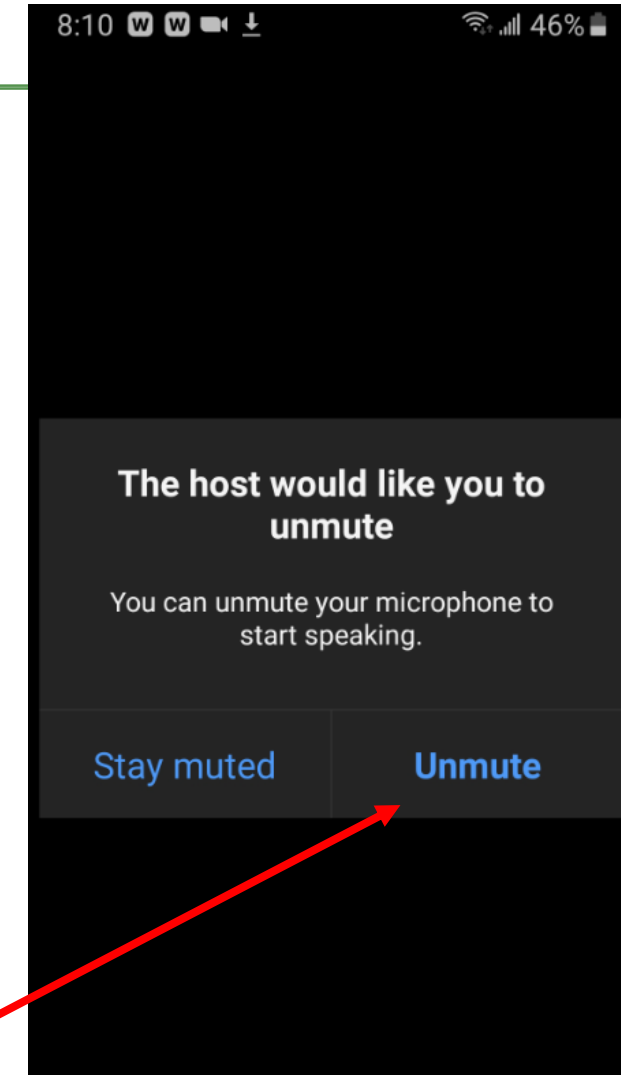 8:10 W W 46%
The host would like you to
unmute
You can unmute your microphone to
start speaking.
Stay muted Unmute